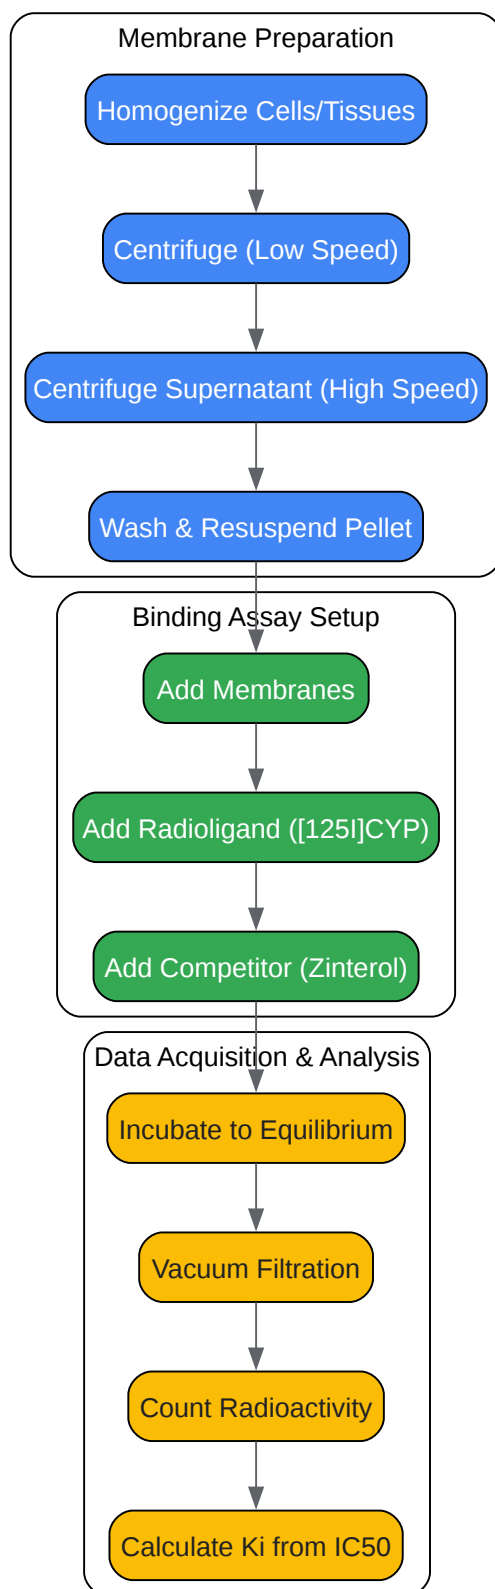 Membrane Preparation
Homogenize Cells/Tissues
Centrifuge (Low Speed)
Centrifuge Supernatant (High Speed)
Wash & Resuspend Pellet
Binding Assay Setup
Add Membranes
Add Radioligand ([125I]CYP)
Add Competitor (Zinterol)
Data Acquisition & Analysis
Incubate to Equilibrium
Vacuum Filtration
Count Radioactivity
Calculate Ki from IC50